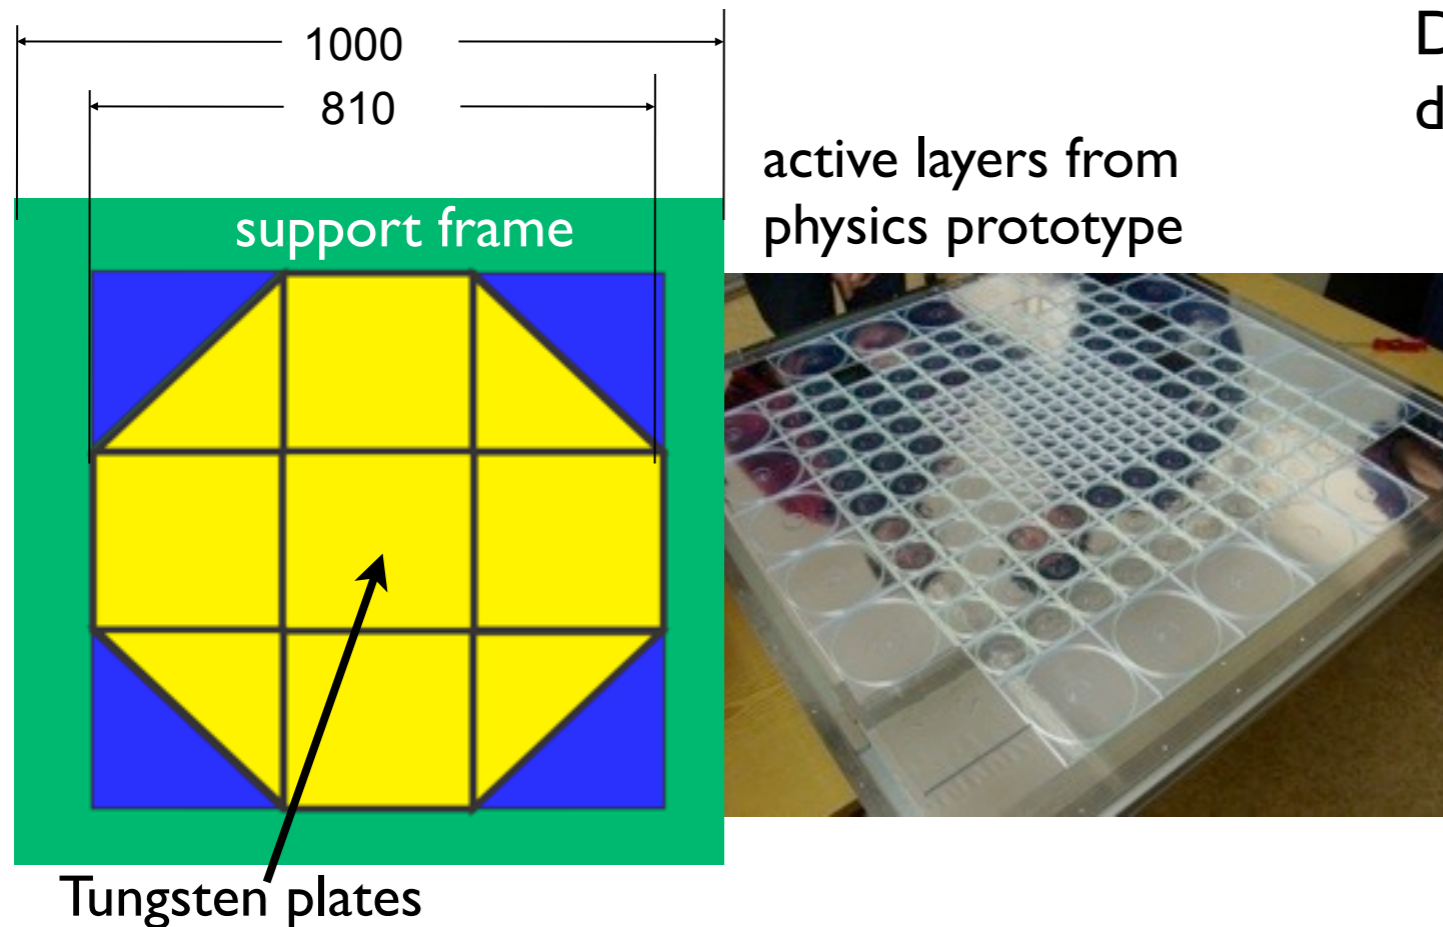 1000
810
active layers from
physics prototype
support frame
Tungsten plates